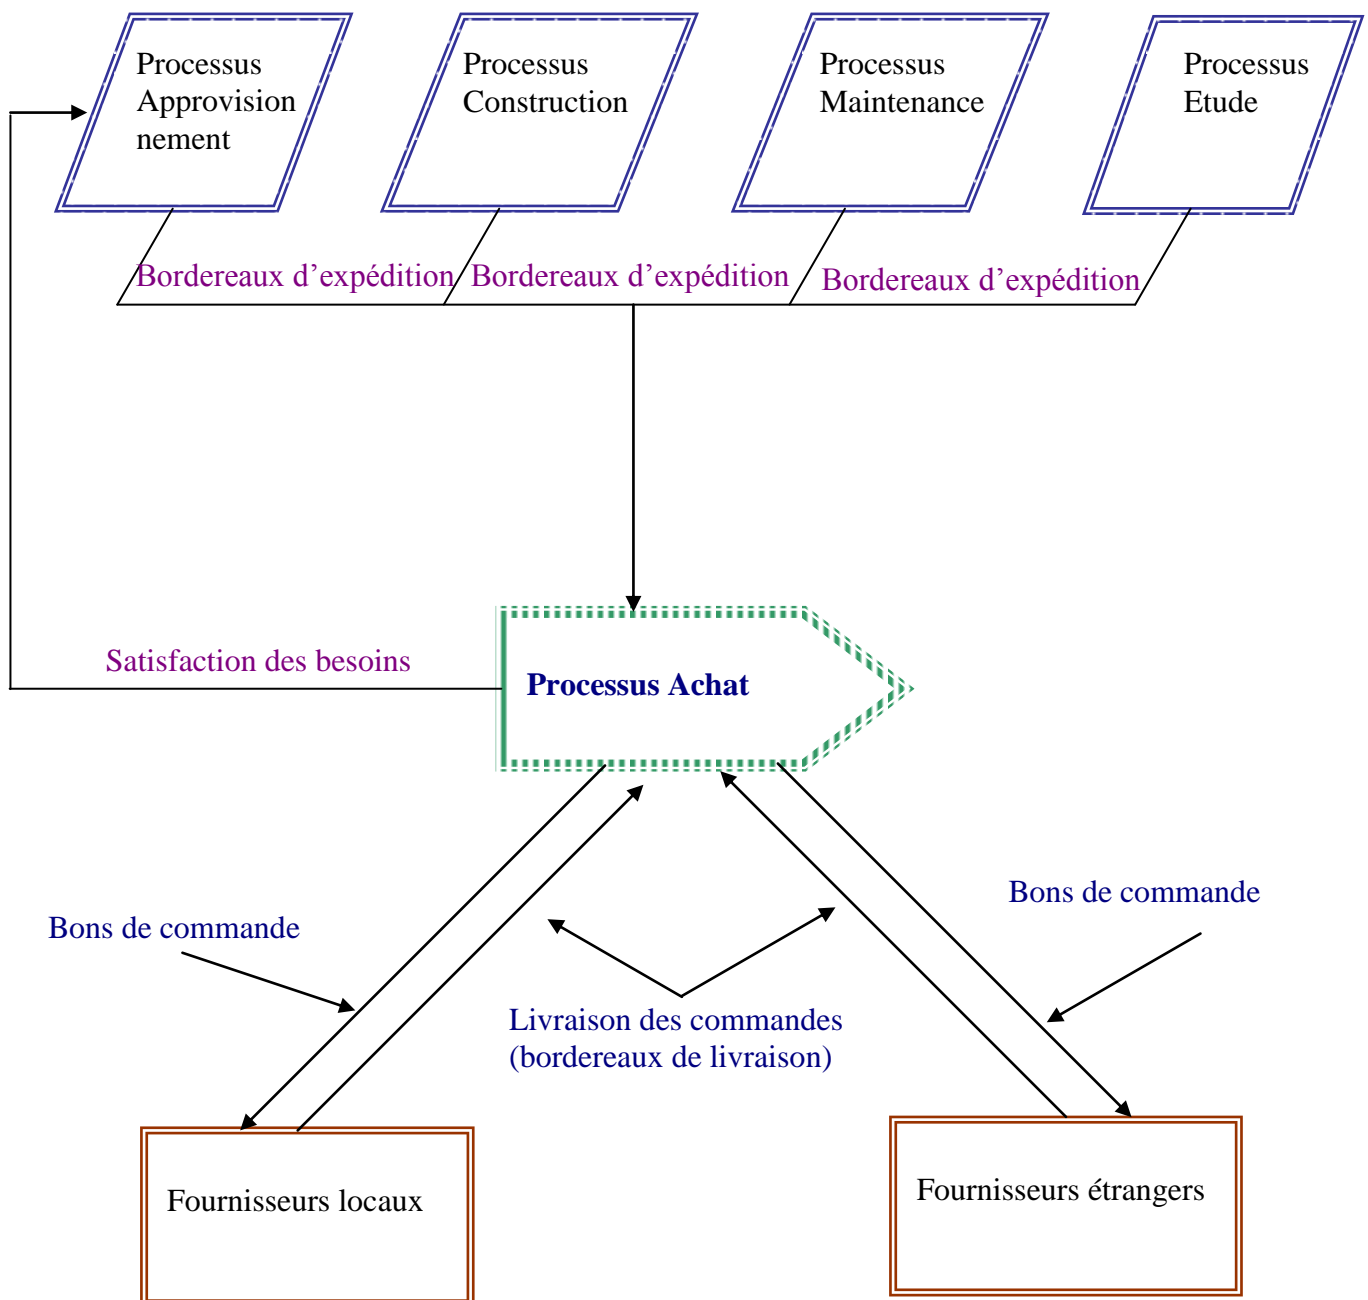 Processus
Approvision
nement
Processus
Construction
Processus
Maintenance
Processus
Etude
Bordereaux d’expédition
Bordereaux d’expédition
Bordereaux d’expédition
Satisfaction des besoins
Processus Achat
Bons de commande
Bons de commande
Livraison des commandes
(bordereaux de livraison)
Fournisseurs locaux
Fournisseurs étrangers